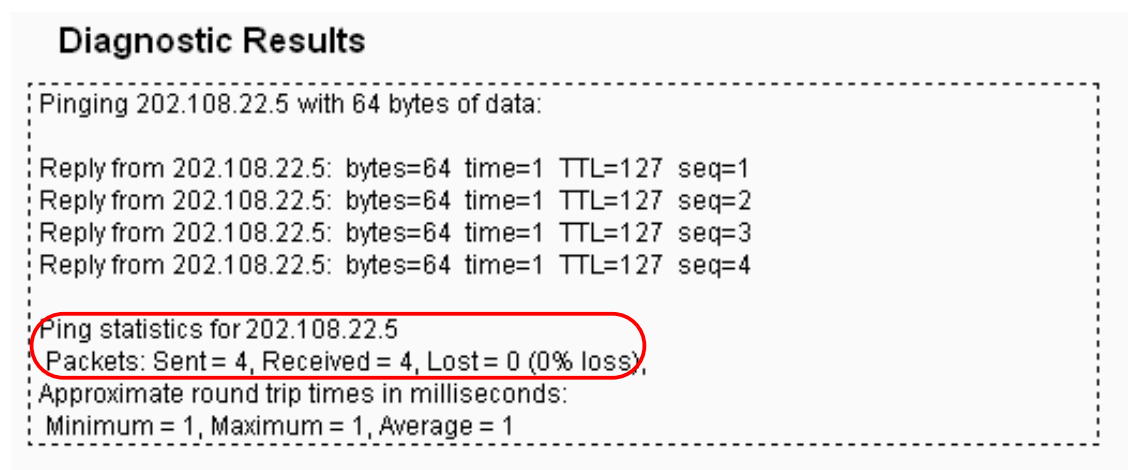 Diagnostic Results
Pinging 202.108.22.5 with 64 bytes of data:
Reply from 202.108.22.5: bytes=64 time=1 TTL=127 seq=1
Reply from 202.108.22.5: bytes=64 time=1 TTL=127 seq=2
Reply from 202.108.22.5: bytes=64 time=1 TTL=127 seq=3
Reply from 202.108.22.5: bytes=64 time=1 TTL=127 seq=4
Ping statistics for 202.108.22.5
Packets: Sent = 4, Received = 4, Lost = 0 (0% loss),
Approximate round trip times in milliseconds:
Minimum = 1, Maximum = 1, Average = 1